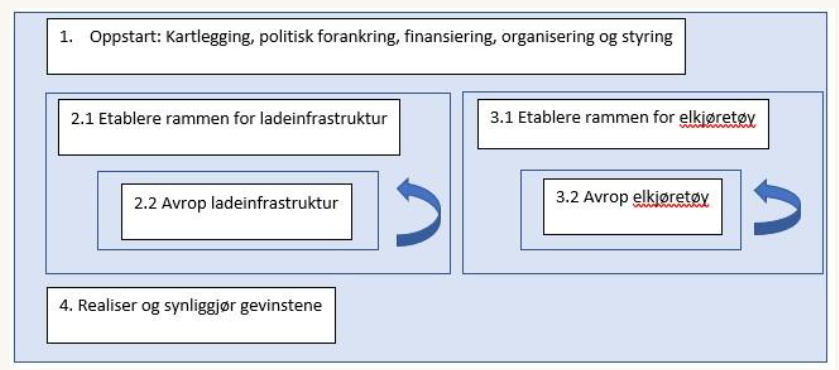 1. Oppstart: Kartlegging, politisk forankring, finansiering, organisering og styring
2.1 Etablere rammen for ladeinfrastruktur
2.2 Avrop ladeinfrastruktur
3.1 Etablere rammen for elkjøretøy
3.2 Avrop elkjøretøy
4. Realiser og synliggjør gevinstene